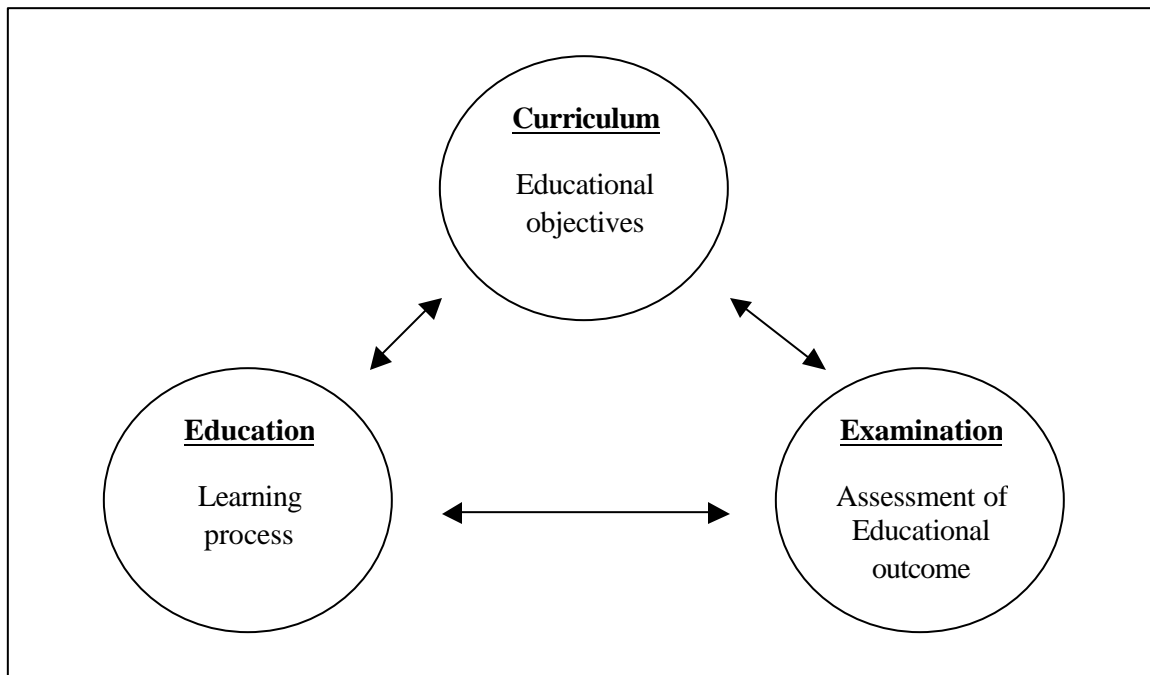 Curriculum
Educational
objectives
Education
Learning
process
Examination
Assessment of
Educational
outcome